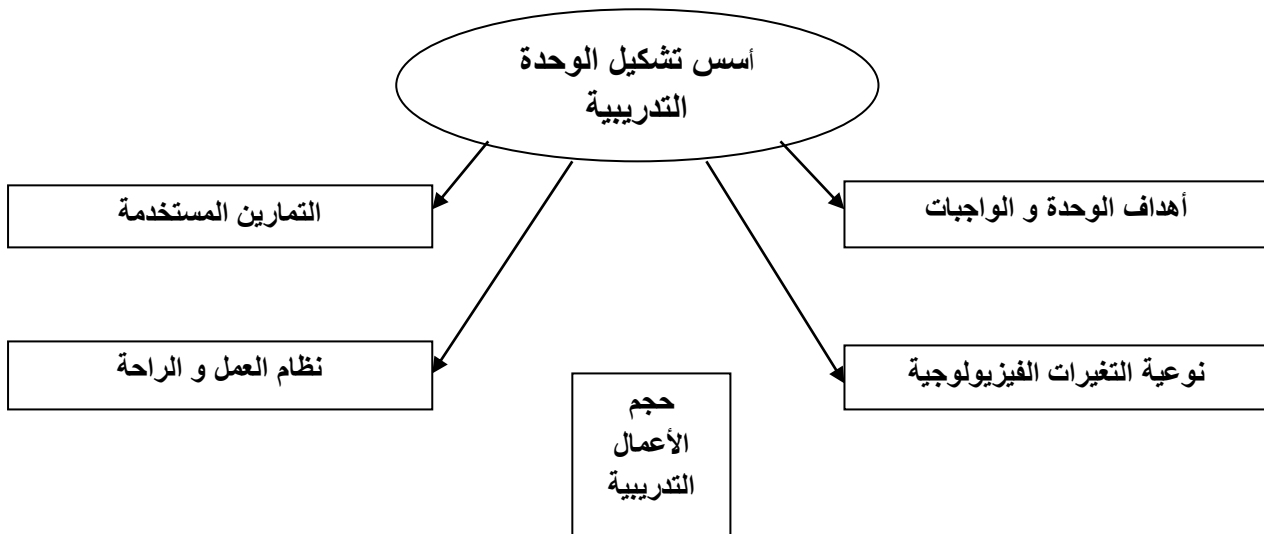 أسس تشكيل الوحدة
التدريبية
أهداف الوحدة و الواجبات
التمارين المستخدمة
نوعية التغيرات الفيزيولوجية
نظام العمل و الراحة
حجم
الأعمال
التدريبية